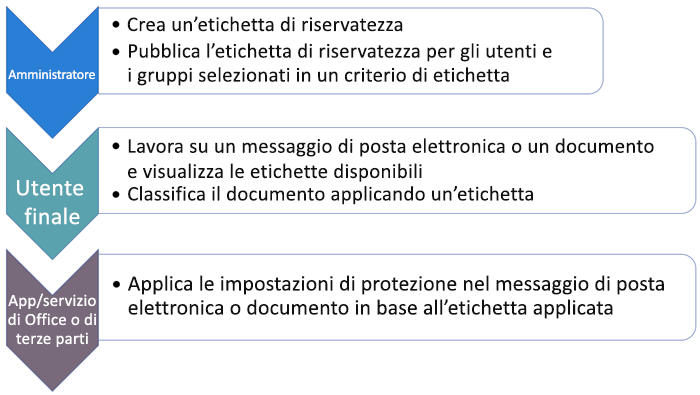 Amministratore
• Crea un’etichetta di riservatezza
• Pubblica l’etichetta di riservatezza per gli utenti e
i gruppi selezionati in un criterio di etichetta
Utente
finale
• Lavora su un messaggio di posta elettronica o un documento
e visualizza le etichette disponibili
• Classifica il documento applicando un’etichetta
App/servizio
di Office o di
terze parti
• Applica le impostazioni di protezione nel messaggio di posta
elettronica o documento in base all’etichetta applicata